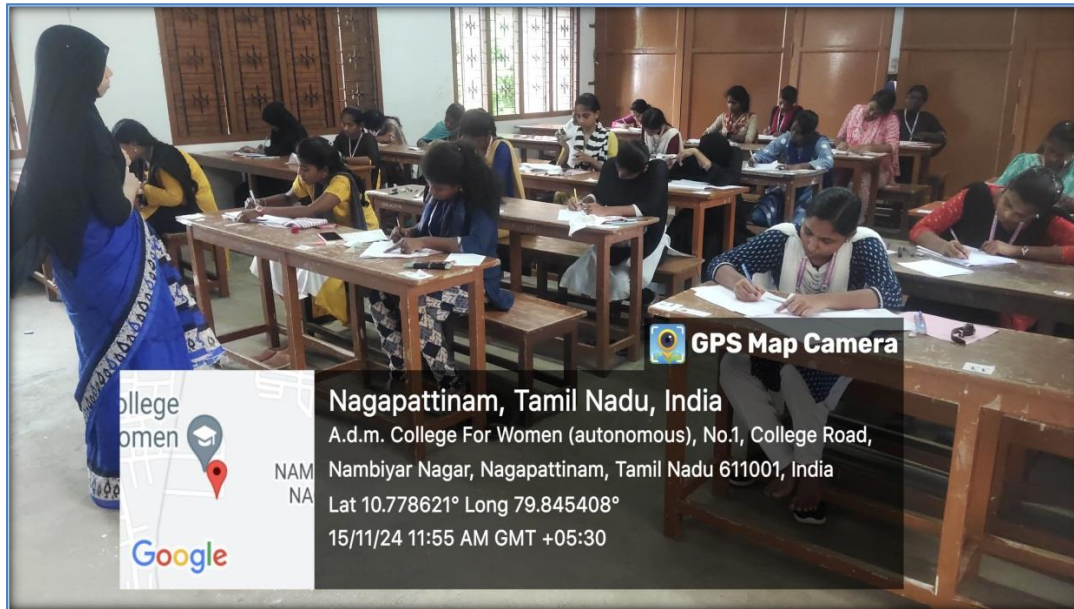 GPS Map Camera
ollege
omen
NAM
NA
Google
Nagapattinam, Tamil Nadu, India
A.d.m. College For Women (autonomous), No.1, College Road,
Nambiyar Nagar, Nagapattinam, Tamil Nadu 611001, India
Lat 10.778621° Long 79.845408°
15/11/24 11:55 AM GMT +05:30